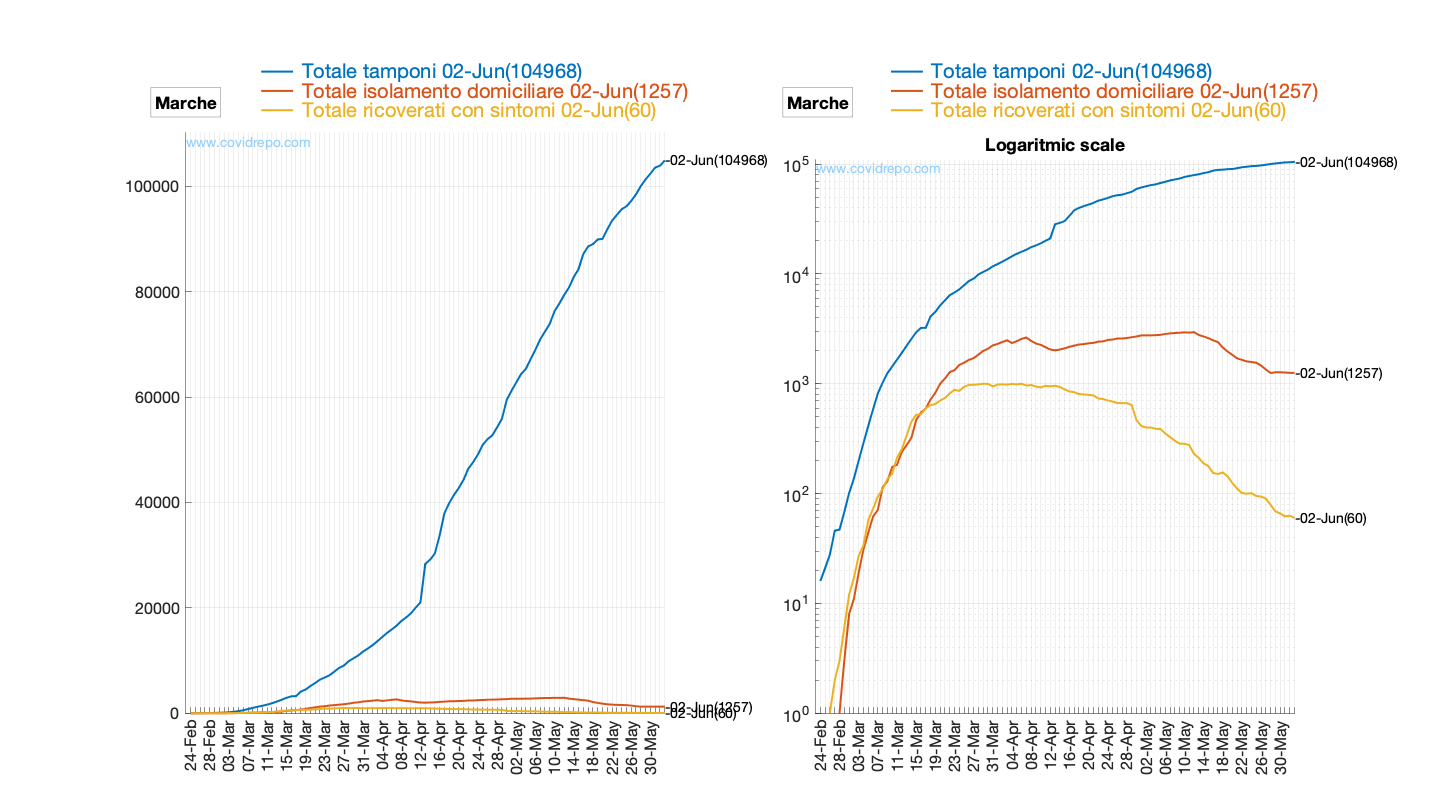 Totale tamponi 02-Jun(104968)
Totale isolamento domiciliare 02-Jun(1257)
Totale ricoverati con sintomi 02-Jun(60)
Marche
www.covidrepo.com
100000
80000
60000
40000
20000
0
-02-Jun(104968)
-02-Jun(1257)
-02-Jun(60)
24-Feb
28-Feb
03-Mar
07-Mar
11-Mar
15-Mar
19-Mar
23-Mar
27-Mar
31-Mar
04-Apr
08-Apr
12-Apr
16-Apr
20-Apr
24-Apr
28-Apr
02-May
06-May
10-May
14-May
18-May
22-May
26-May
30-May
Totale tamponi 02-Jun(104968)
Totale isolamento domiciliare 02-Jun(1257)
Totale ricoverati con sintomi 02-Jun(60)
Marche
Logaritmic scale
www.covidrepo.com
10^5
10^4
10^3
10^2
10^1
10^0
-02-Jun(104968)
-02-Jun(1257)
-02-Jun(60)
24-Feb
28-Feb
03-Mar
07-Mar
11-Mar
15-Mar
19-Mar
23-Mar
27-Mar
31-Mar
04-Apr
08-Apr
12-Apr
16-Apr
20-Apr
24-Apr
28-Apr
02-May
06-May
10-May
14-May
18-May
22-May
26-May
30-May